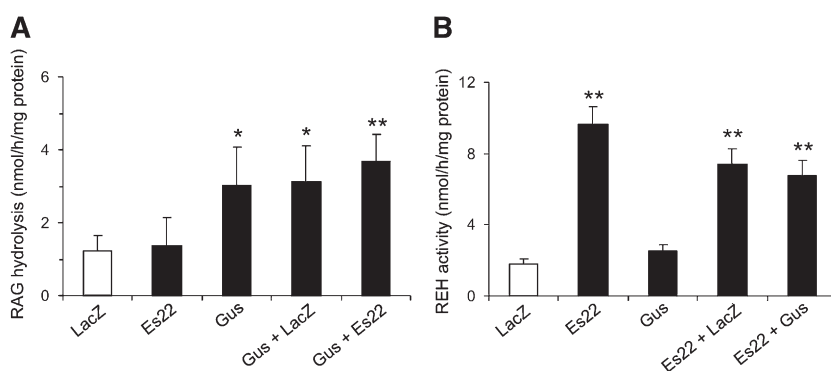 A
RAG hydrolysis (nmol/h/mg protein)
6
4
2
0
*
*
**
LacZ
Es22
Gus
Gus + LacZ
Gus + Es22
B
REH activity (nmol/h/mg protein)
12
8
4
0
**
**
**
LacZ
Es22
Gus
Es22 + LacZ
Es22 + Gus